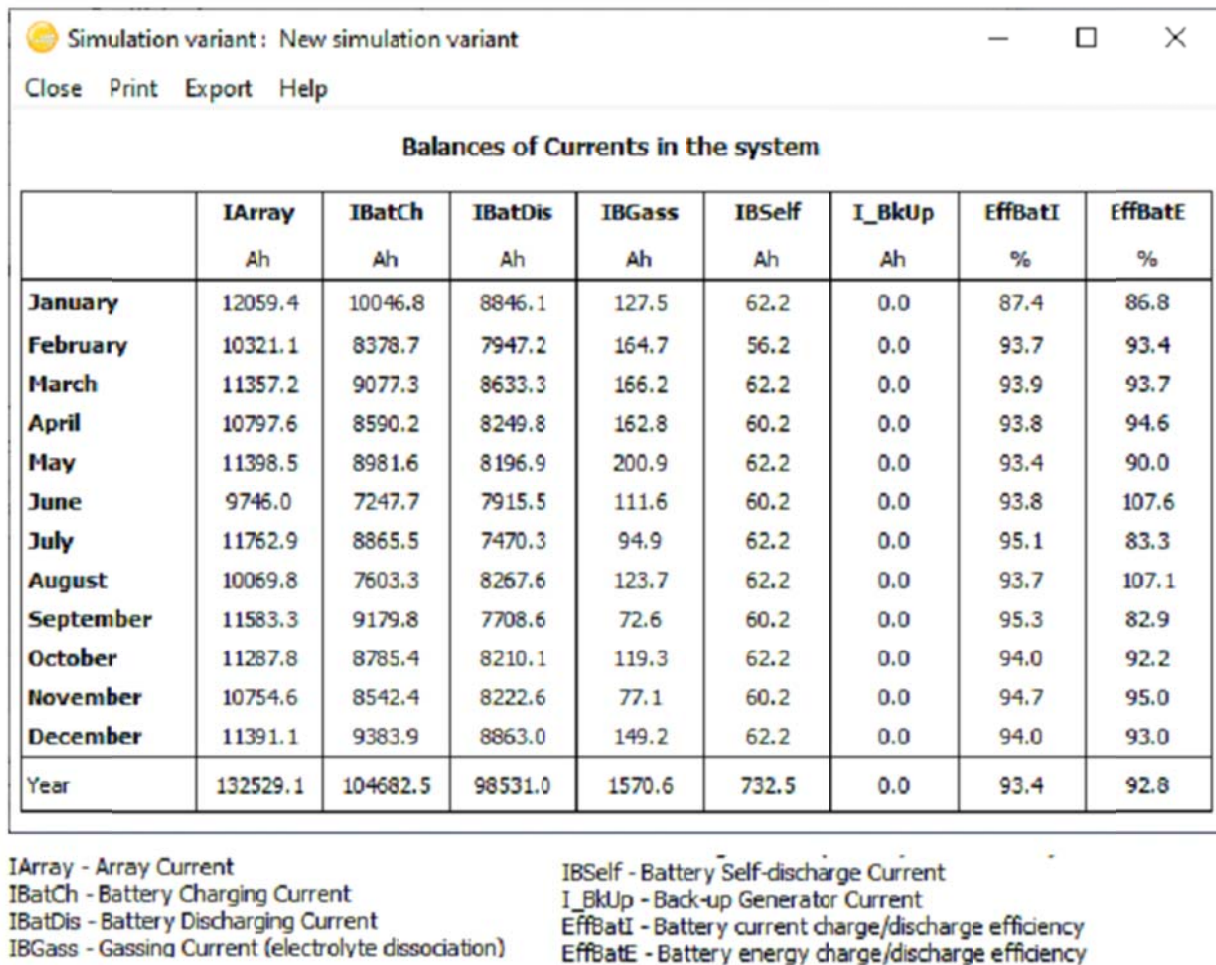 Simulation variant: New simulation variant
Close Print Export Help
Balances of Currents in the system
IArray IBatCh IBatDis IBGass IBSelf I_BkUp EffBatI EffBatE
Ah Ah Ah Ah Ah Ah % %
January 12059.4 10046.8 8846.1 127.5 62.2 0.0 87.4 86.8
February 10321.1 8378.7 7947.2 164.7 56.2 0.0 93.7 93.4
March 11357.2 9077.3 8633.3 166.2 62.2 0.0 93.9 93.7
April 10797.6 8590.2 8249.8 162.8 60.2 0.0 93.8 94.6
May 11398.5 8981.6 8196.9 200.9 62.2 0.0 93.4 90.0
June 9746.0 7247.7 7915.5 111.6 60.2 0.0 93.8 107.6
July 11762.9 8865.5 7470.3 94.9 62.2 0.0 95.1 83.3
August 10069.8 7603.3 8267.6 123.7 62.2 0.0 93.7 107.1
September 11583.3 9179.8 7708.6 72.6 60.2 0.0 95.3 82.9
October 11287.8 8785.4 8210.1 119.3 62.2 0.0 94.0 92.2
November 10754.6 8542.4 8222.6 77.1 60.2 0.0 94.7 95.0
December 11391.1 9383.9 8863.0 149.2 62.2 0.0 94.0 93.0
Year 132529.1 104682.5 98531.0 1570.6 732.5 0.0 93.4 92.8
IArray - Array Current
IBatCh - Battery Charging Current
IBatDis - Battery Discharging Current
IBGass - Gassing Current (electrolyte dissociation)
IBSelf - Battery Self-discharge Current
I_BkUp - Back-up Generator Current
EffBatI - Battery current charge/discharge efficiency
EffBatE - Battery energy charge/discharge efficiency